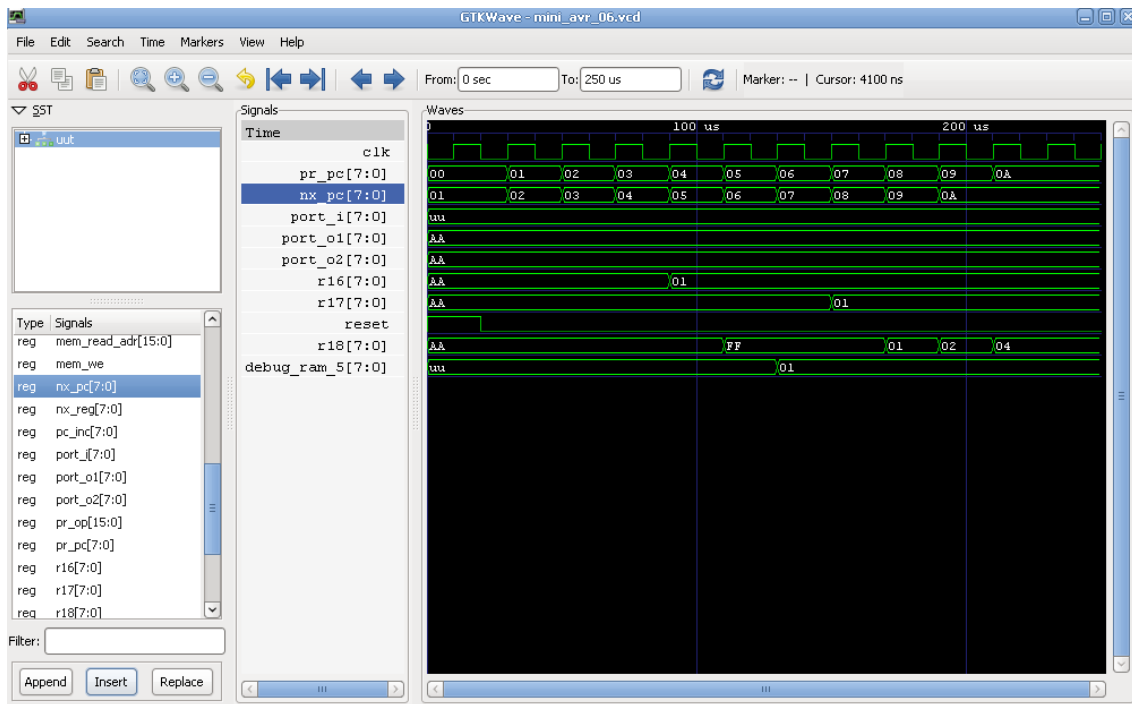 GTKWave - mini_avr_06.vcd
File Edit Search Time Markers View Help
From: 0 sec To: 250 us Marker: -- | Cursor: 4100 ns
SST
uut
Type Signals
reg mem_read_adr[15:0]
reg mem_we
reg nx_pc[7:0]
reg nx_reg[7:0]
reg pc_inc[7:0]
reg port_i[7:0]
reg port_o1[7:0]
reg port_o2[7:0]
reg pr_op[15:0]
reg pr_pc[7:0]
reg r16[7:0]
reg r17[7:0]
reg r18[7:0]
Filter:
Append Insert Replace
Signals
Time
clk
pr_pc[7:0]
nx_pc[7:0]
port_i[7:0]
port_o1[7:0]
port_o2[7:0]
r16[7:0]
r17[7:0]
reset
r18[7:0]
debug_ram_5[7:0]
Waves
0 100 us 200 us
00 01 02 03 04 05 06 07 08 09 0A
01 02 03 04 05 06 07 08 09 0A
uu
AA
AA
AA 01
AA 01
AA FF 01 02 04
uu 01